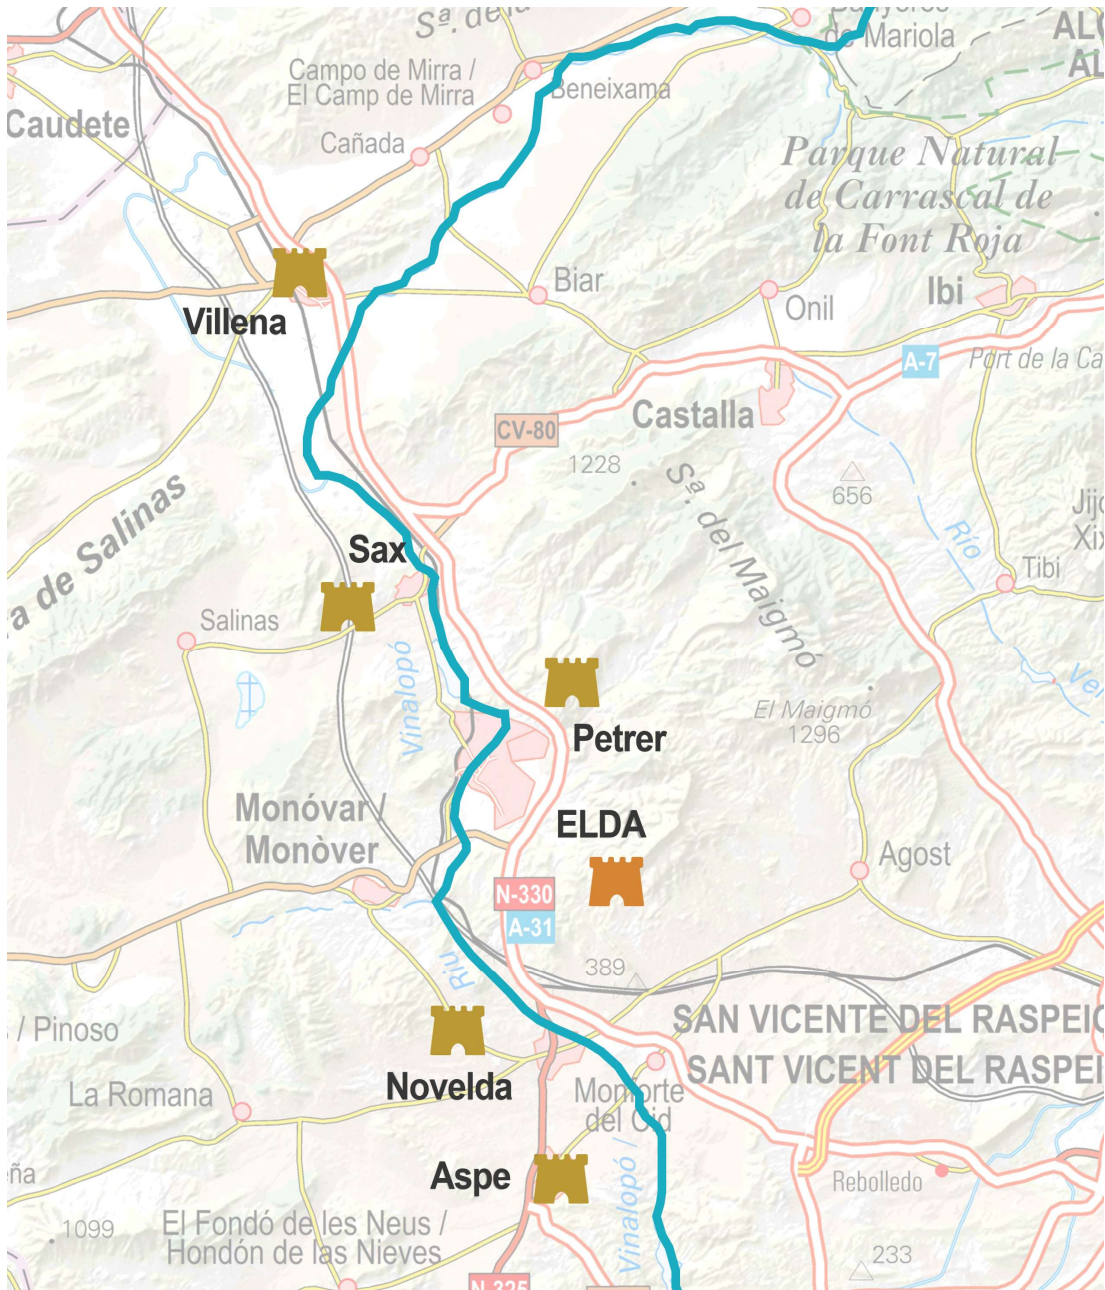 Sª. de la
de Mariola
Campo de Mirra /
El Camp de Mirra
Beneixama
Caudete
Cañada
Parque Natural
de Carrascal de
la Font Roja
Biar
Ibi
Onil
Villena
A-7
Port de la Ca
Castalla
CV-80
1228
656
Sª. del Maigmó
Río
a de Salinas
Sax
Tibi
Salinas
Vinalopó
Petrer
El Maigmó
1296
Monóvar /
Monòver
ELDA
Agost
N-330
A-31
Riu
389
SAN VICENTE DEL RASPEIG
SANT VICENT DEL RASPEI
/ Pinoso
Novelda
La Romana
Monforte
del Cid
Aspe
Vinalopó /
Rebolledo
ña
1099
El Fondó de les Neus /
Hondón de las Nieves
233
N-325